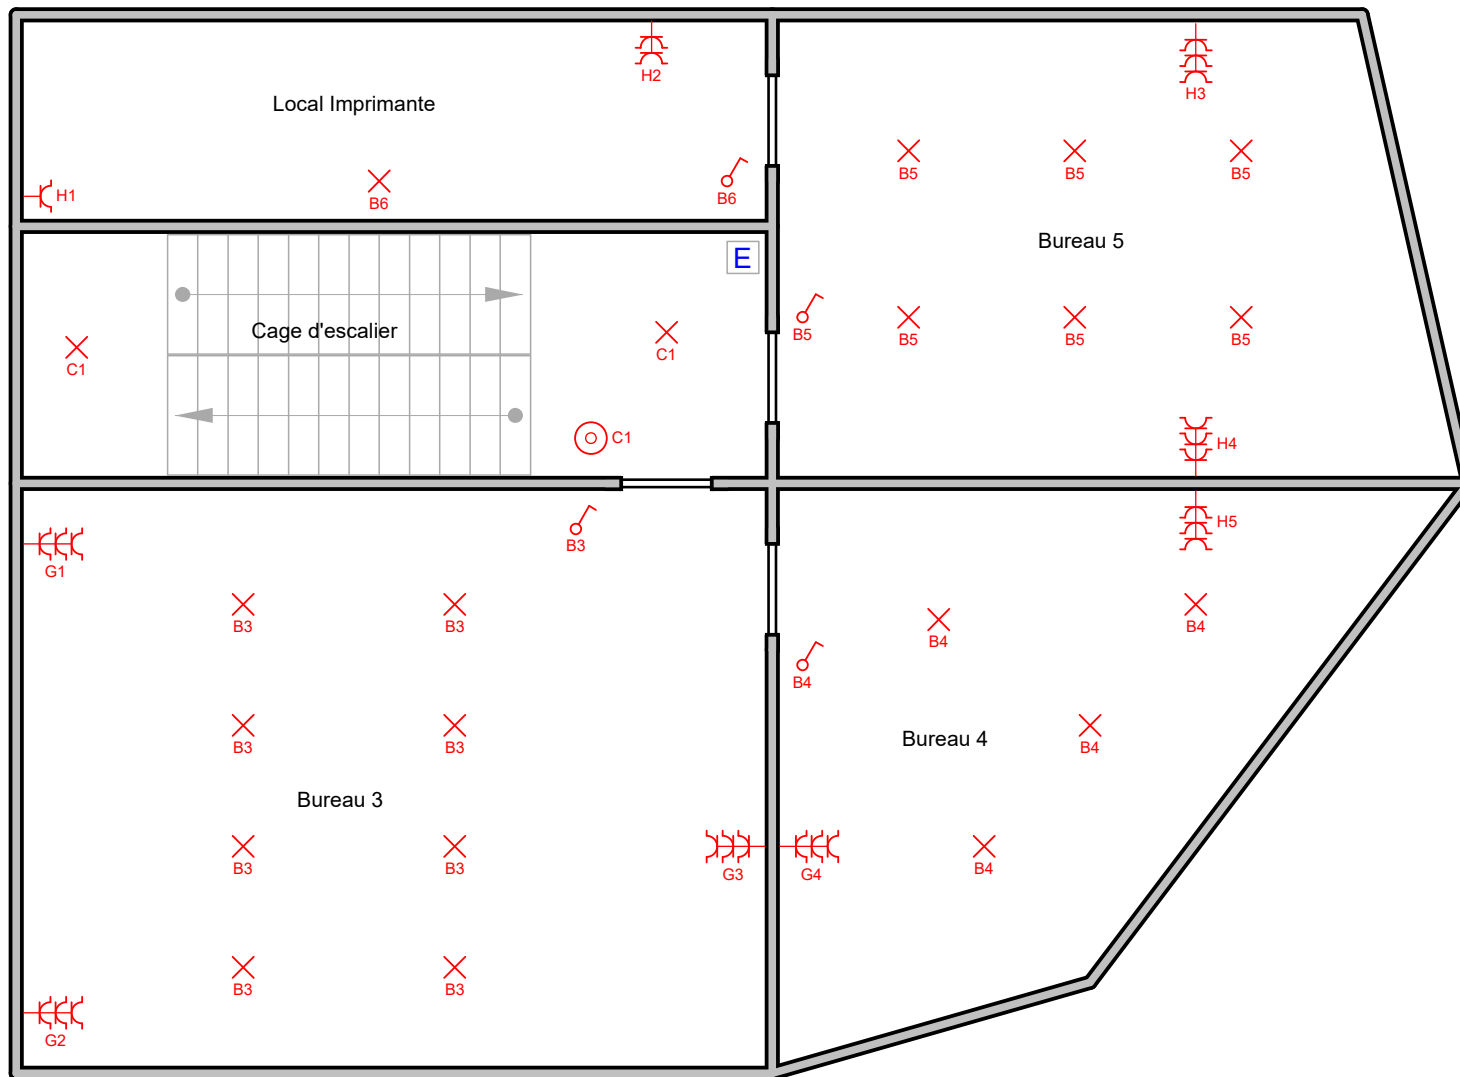 H2
H3
Local Imprimante
B5 B5 B5
H1
B6
B6
Bureau 5
E
Cage d'escalier
B5
B5 B5 B5
C1
C1
C1
H4
H5
B3
G1
B3 B3
B4
B4
B4
B3 B3
Bureau 4
B4
Bureau 3
B3 B3
G3 G4
B4
B3 B3
G2